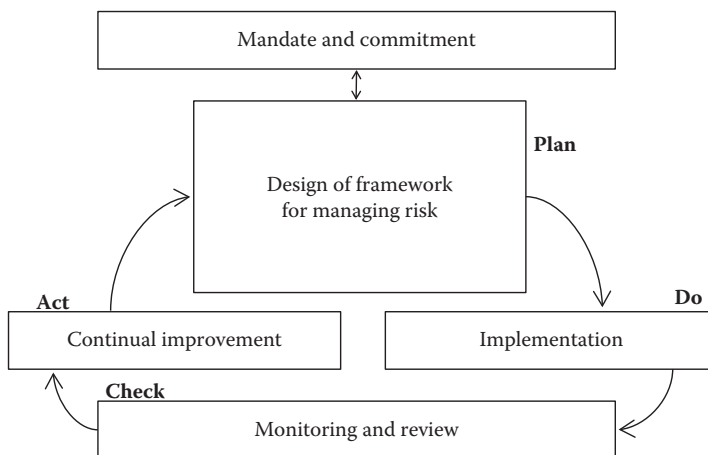 Mandate and commitment
Plan
Design of framework
for managing risk
Act
Do
Continual improvement
Implementation
Check
Monitoring and review